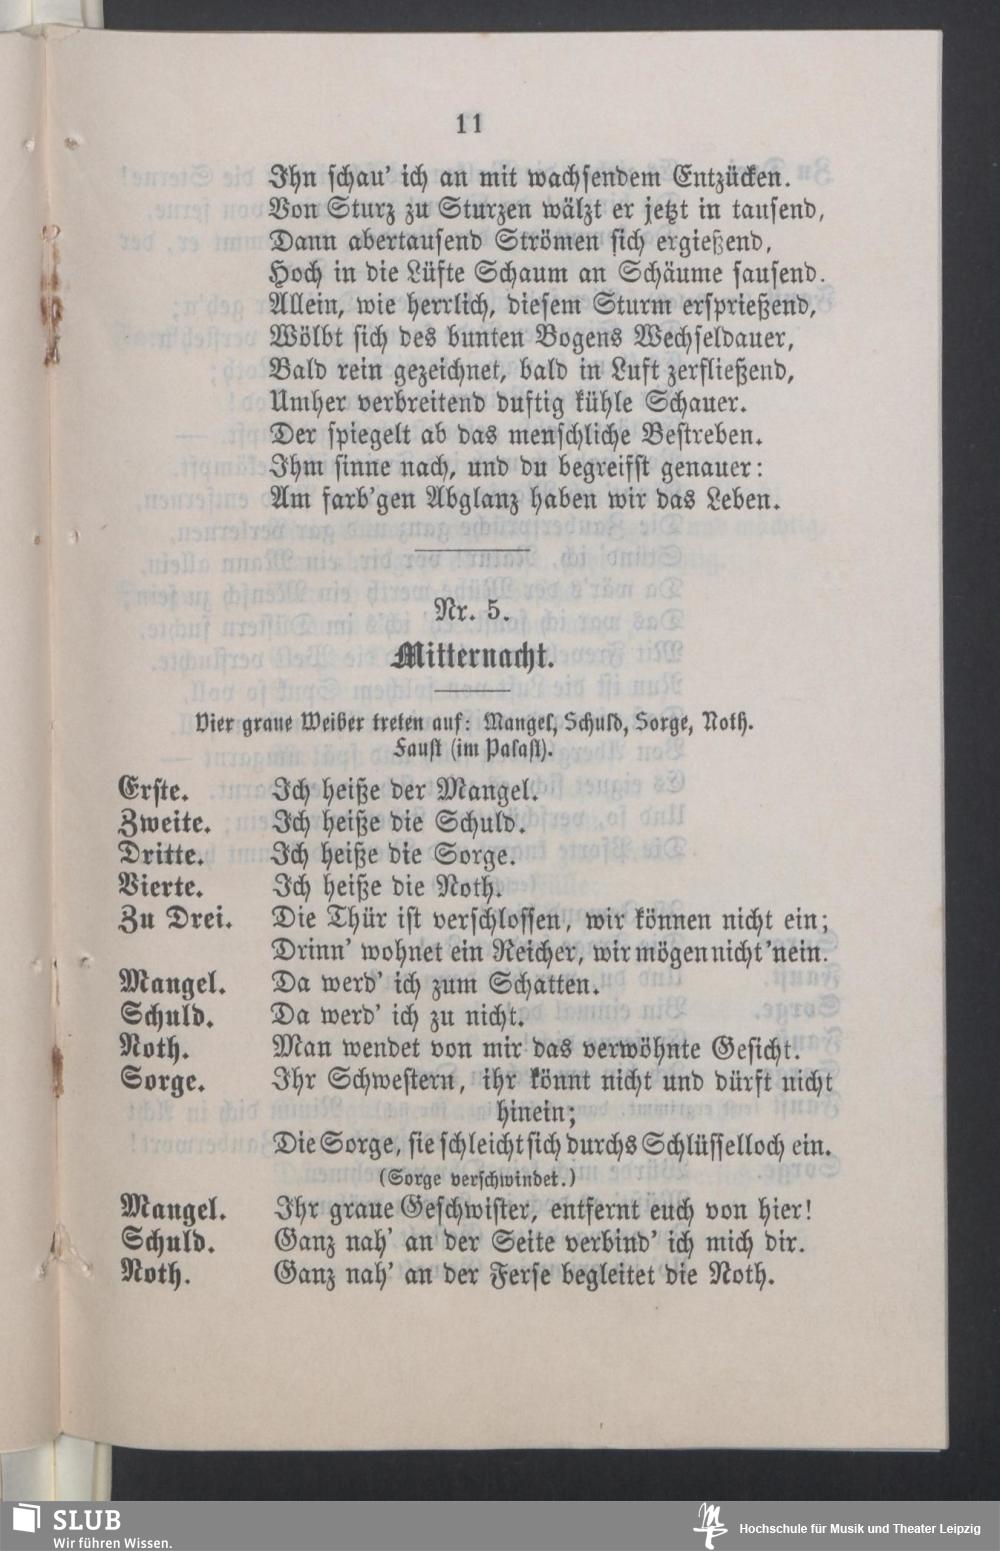 11
Ihn schau' ich an mit wachsendem Entzücken.
Von Sturz zu Sturzen wälzt er jetzt in tausend,
Dann abertausend Strömen sich ergießend,
Hoch in die Lüfte Schaum an Schäume sausend.
Allein, wie herrlich, diesem Sturm ersprießend,
Wölbt sich des bunten Bogens Wechseldauer,
Bald rein gezeichnet, bald in Luft zerfließend,
Umher verbreitend duftig kühle Schauer.
Der spiegelt ab das menschliche Bestreben.
Ihm sinne nach, und du begreifst genauer:
Am farb'gen Abglanz haben wir das Leben.
Nr. 5.
Mitternacht.
Vier graue Weiber treten auf: Mangel, Schuld, Sorge, Noth.
Faust (im Palast).
Erste. Ich heiße der Mangel.
Zweite. Ich heiße die Schuld.
Dritte. Ich heiße die Sorge.
Vierte. Ich heiße die Noth.
Zu Drei. Die Thür ist verschlossen, wir können nicht ein;
Drinn' wohnet ein Reicher, wir mögen nicht 'nein.
Mangel. Da werd' ich zum Schatten.
Schuld. Da werd' ich zu nicht.
Noth. Man wendet von mir das verwöhnte Gesicht.
Sorge. Ihr Schwestern, ihr könnt nicht und dürft nicht
hinein;
Die Sorge, sie schleicht sich durchs Schlüsselloch ein.
(Sorge verschwindet.)
Mangel. Ihr graue Geschwister, entfernt euch von hier!
Schuld. Ganz nah' an der Seite verbind' ich mich dir.
Noth. Ganz nah' an der Ferse begleitet die Noth.
SLUB
Wir führen Wissen.
Hochschule für Musik und Theater Leipzig